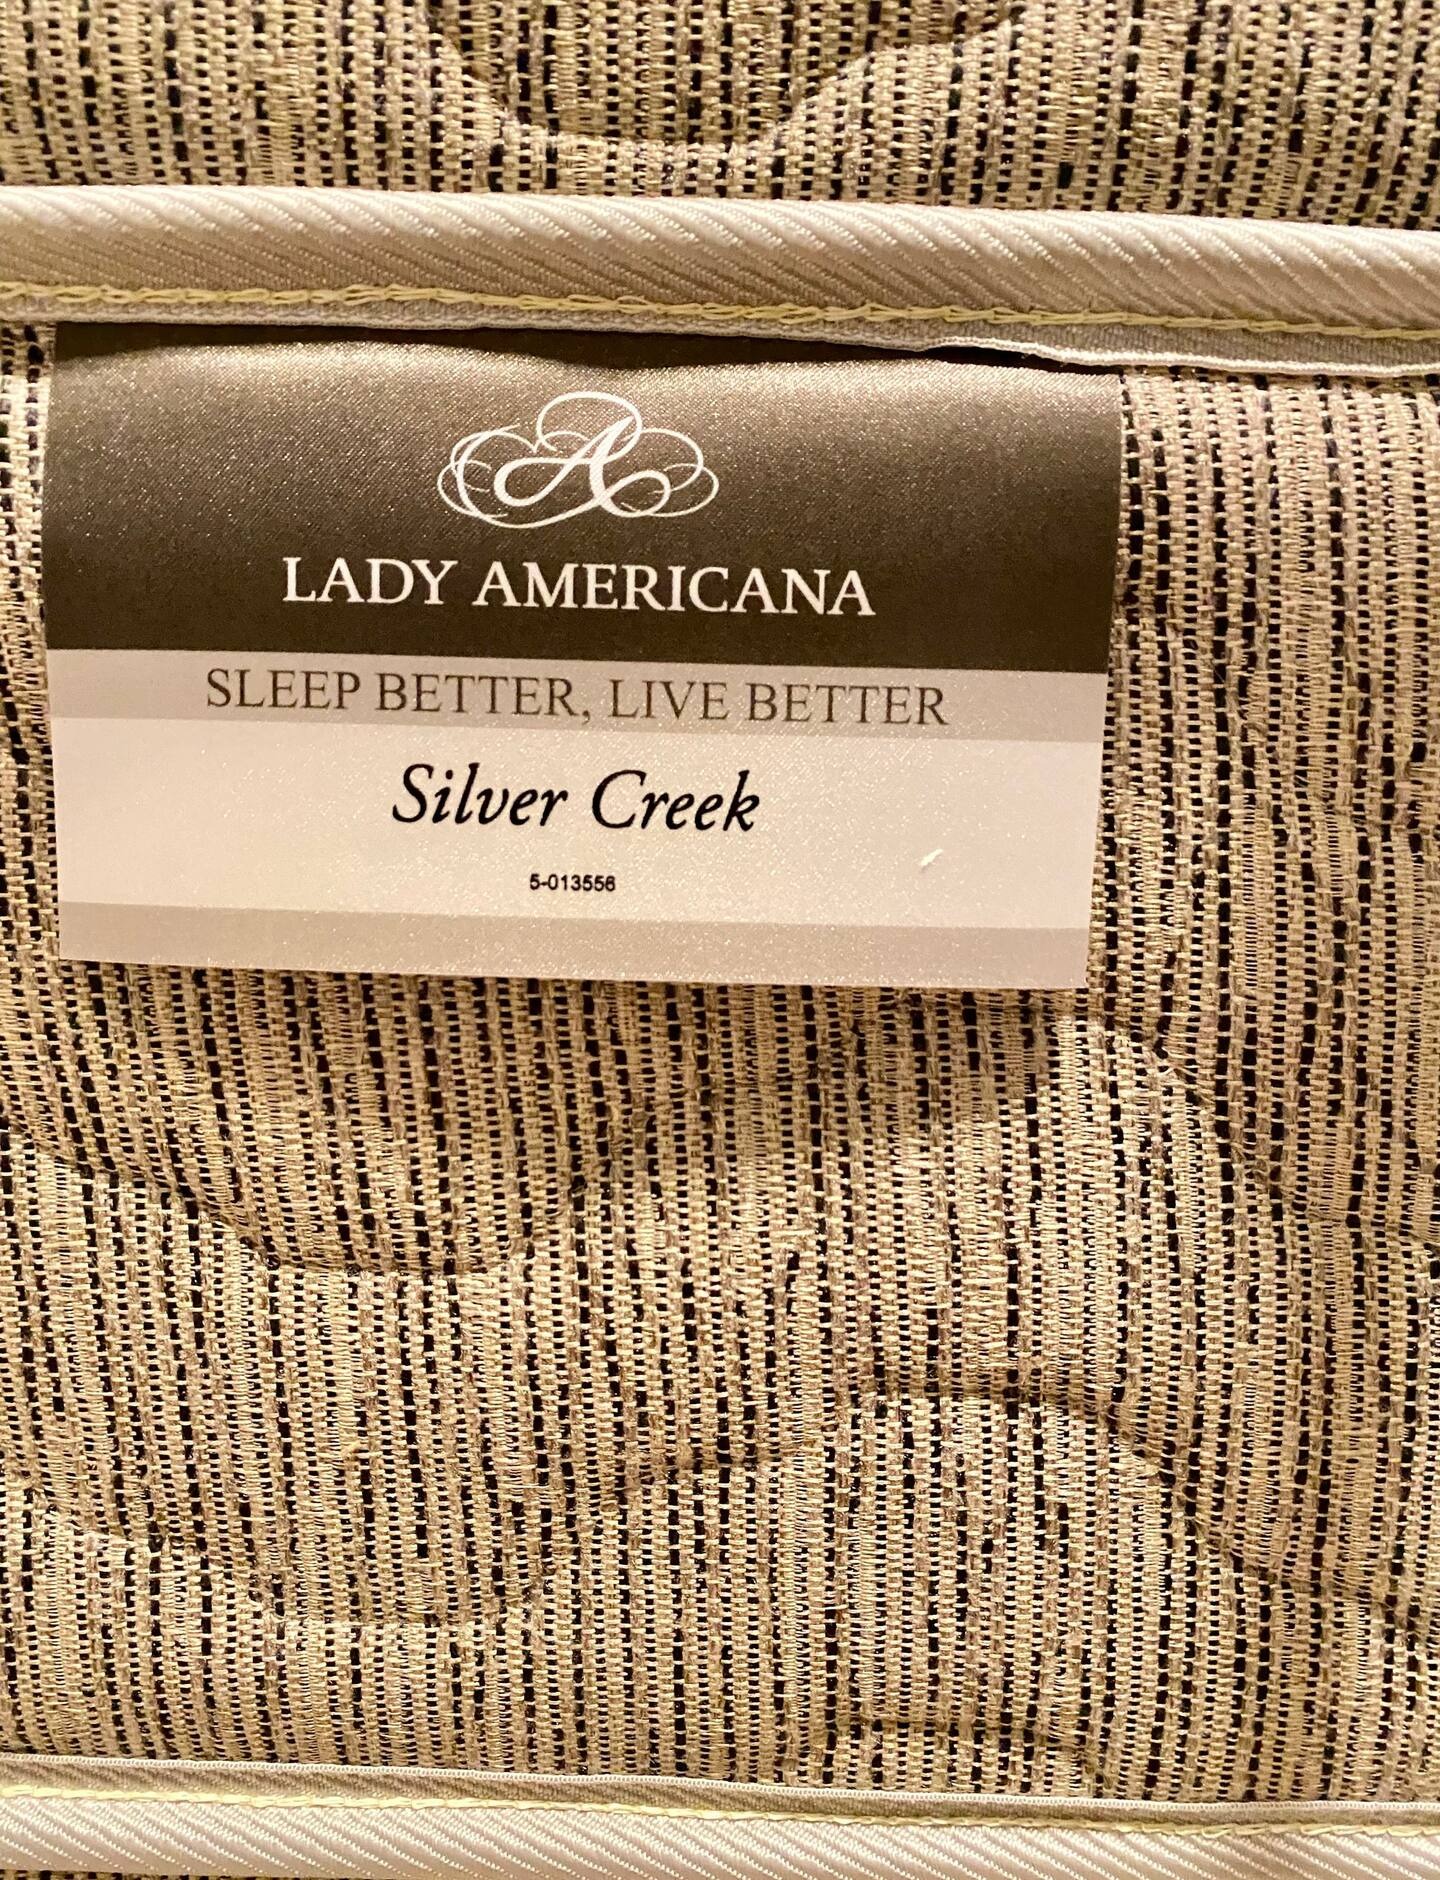 A
LADY AMERICANA
SLEEP BETTER, LIVE BETTER
Silver Creek
5-013556